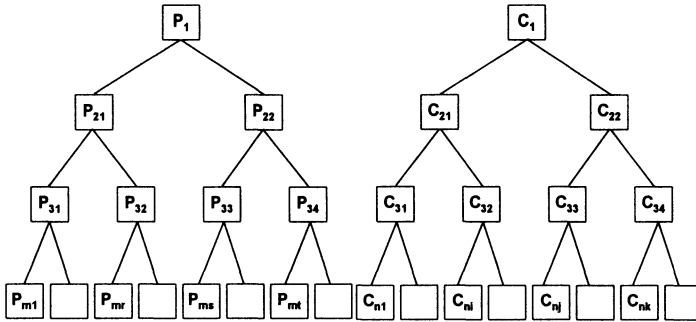 P1 C1
P21 P22 C21 C22
P31 P32 P33 P34 C31 C32 C33 C34
Pm1 Pmr Pms Pmt Cn1 Cni Cnj Cnk